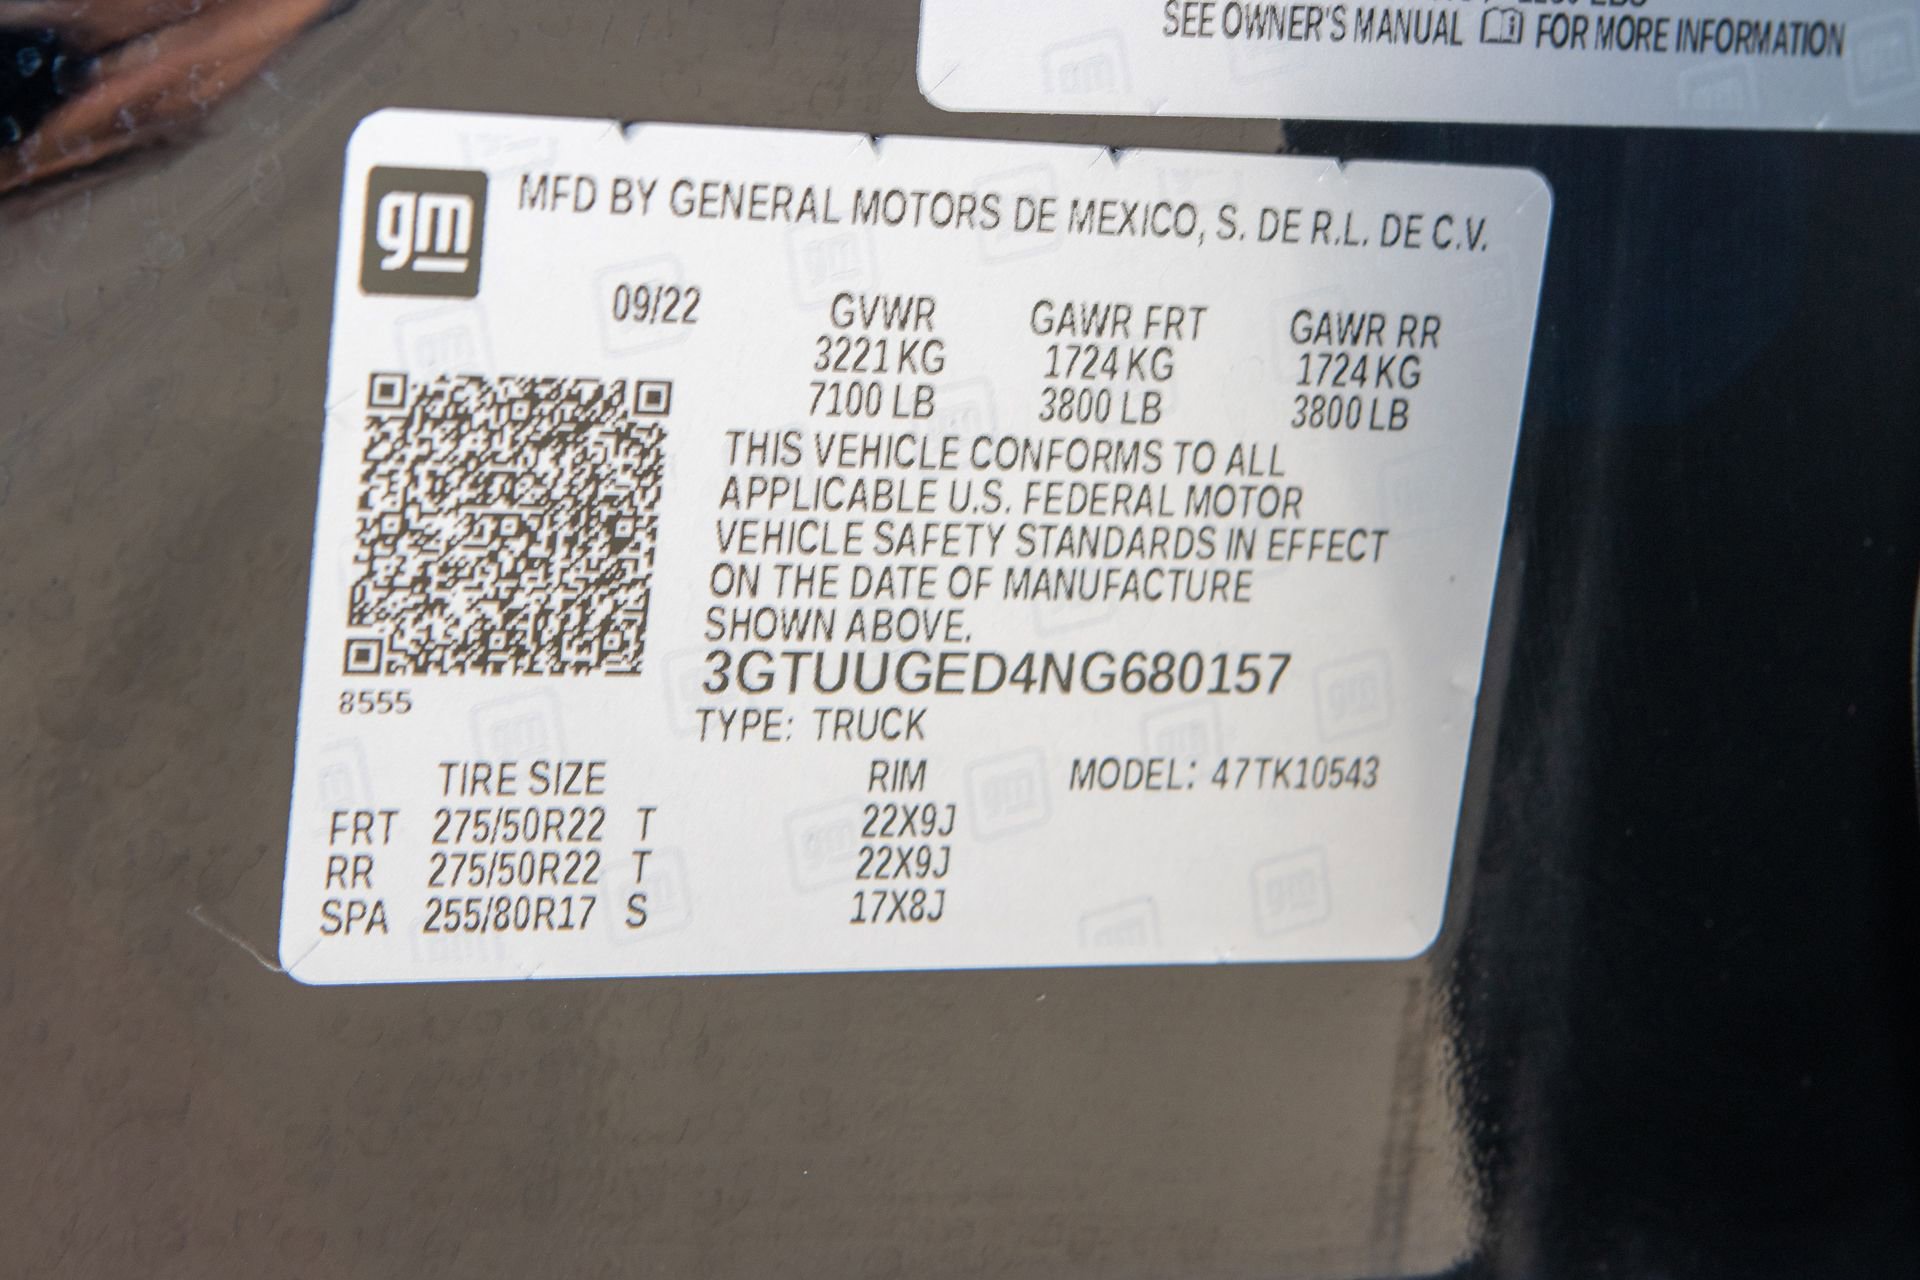 SEE OWNER'S MANUAL FOR MORE INFORMATION
gm
MFD BY GENERAL MOTORS DE MEXICO, S. DE R.L. DE C.V.
09/22 GVWR GAWR FRT GAWR RR
3221 KG 1724 KG 1724 KG
7100 LB 3800 LB 3800 LB
THIS VEHICLE CONFORMS TO ALL
APPLICABLE U.S. FEDERAL MOTOR
VEHICLE SAFETY STANDARDS IN EFFECT
ON THE DATE OF MANUFACTURE
SHOWN ABOVE.
3GTUUGED4NG680157
8555
TYPE: TRUCK
TIRE SIZE RIM MODEL: 47TK10543
FRT 275/50R22 T 22X9J
RR 275/50R22 T 22X9J
SPA 255/80R17 S 17X8J